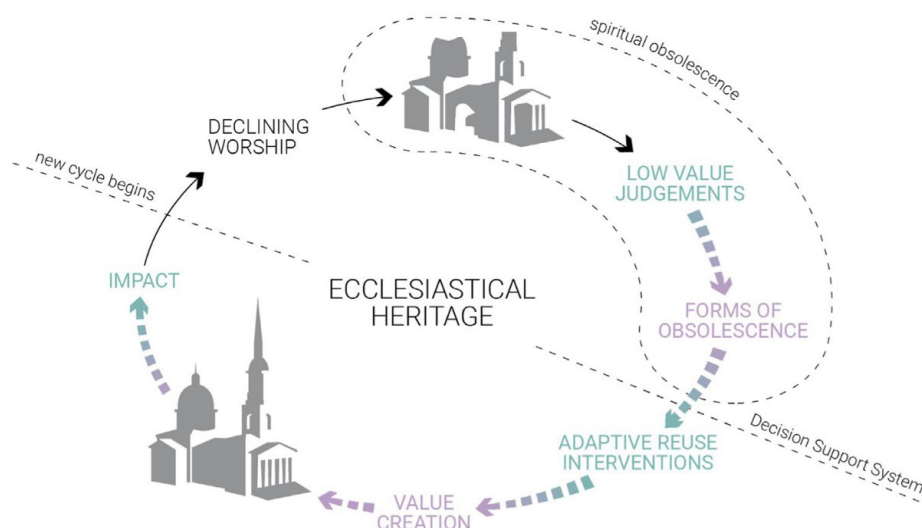 spiritual obsolescence
DECLINING
WORSHIP
new cycle begins
LOW VALUE
JUDGEMENTS
IMPACT
ECCLESIASTICAL
HERITAGE
FORMS OF
OBSOLESCENCE
Decision Support System
ADAPTIVE REUSE
INTERVENTIONS
VALUE
CREATION